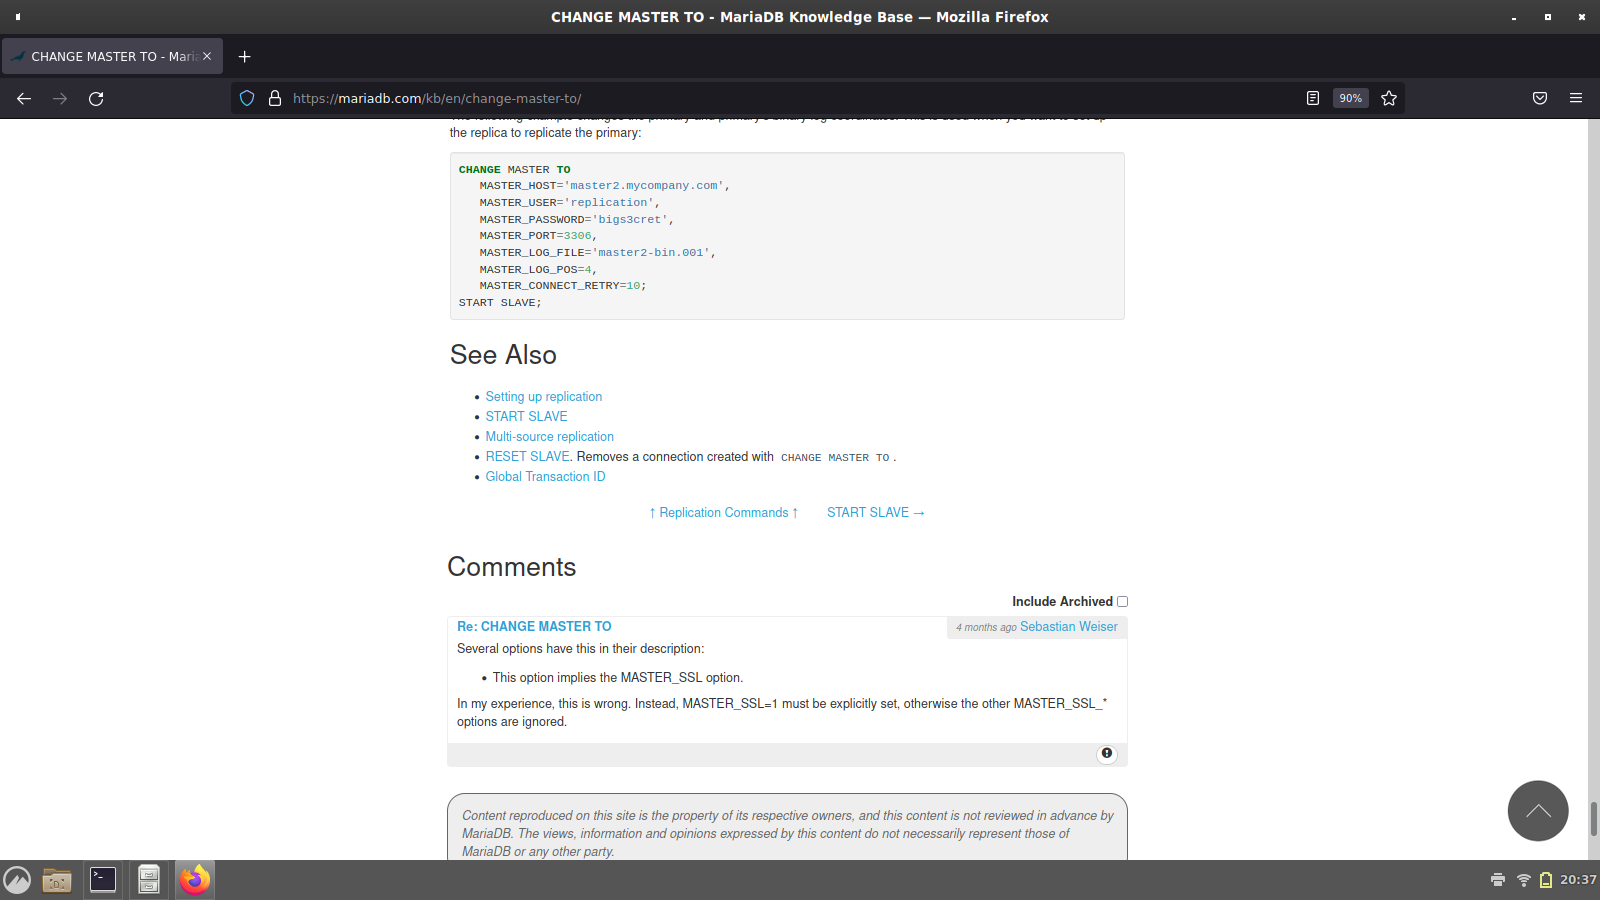 CHANGE MASTER TO - MariaDB Knowledge Base — Mozilla Firefox
CHANGE MASTER TO - Maria
https://mariadb.com/kb/en/change-master-to/
90%
the replica to replicate the primary:
CHANGE MASTER TO
MASTER_HOST='master2.mycompany.com',
MASTER_USER='replication',
MASTER_PASSWORD='bigs3cret',
MASTER_PORT=3306,
MASTER_LOG_FILE='master2-bin.001',
MASTER_LOG_POS=4,
MASTER_CONNECT_RETRY=10;
START SLAVE;
See Also
• Setting up replication
• START SLAVE
• Multi-source replication
• RESET SLAVE. Removes a connection created with CHANGE MASTER TO.
• Global Transaction ID
↑ Replication Commands ↑ START SLAVE →
Comments
Include Archived
Re: CHANGE MASTER TO
4 months ago Sebastian Weiser
Several options have this in their description:
• This option implies the MASTER_SSL option.
In my experience, this is wrong. Instead, MASTER_SSL=1 must be explicitly set, otherwise the other MASTER_SSL_*
options are ignored.
Content reproduced on this site is the property of its respective owners, and this content is not reviewed in advance by
MariaDB. The views, information and opinions expressed by this content do not necessarily represent those of
MariaDB or any other party.
20:37